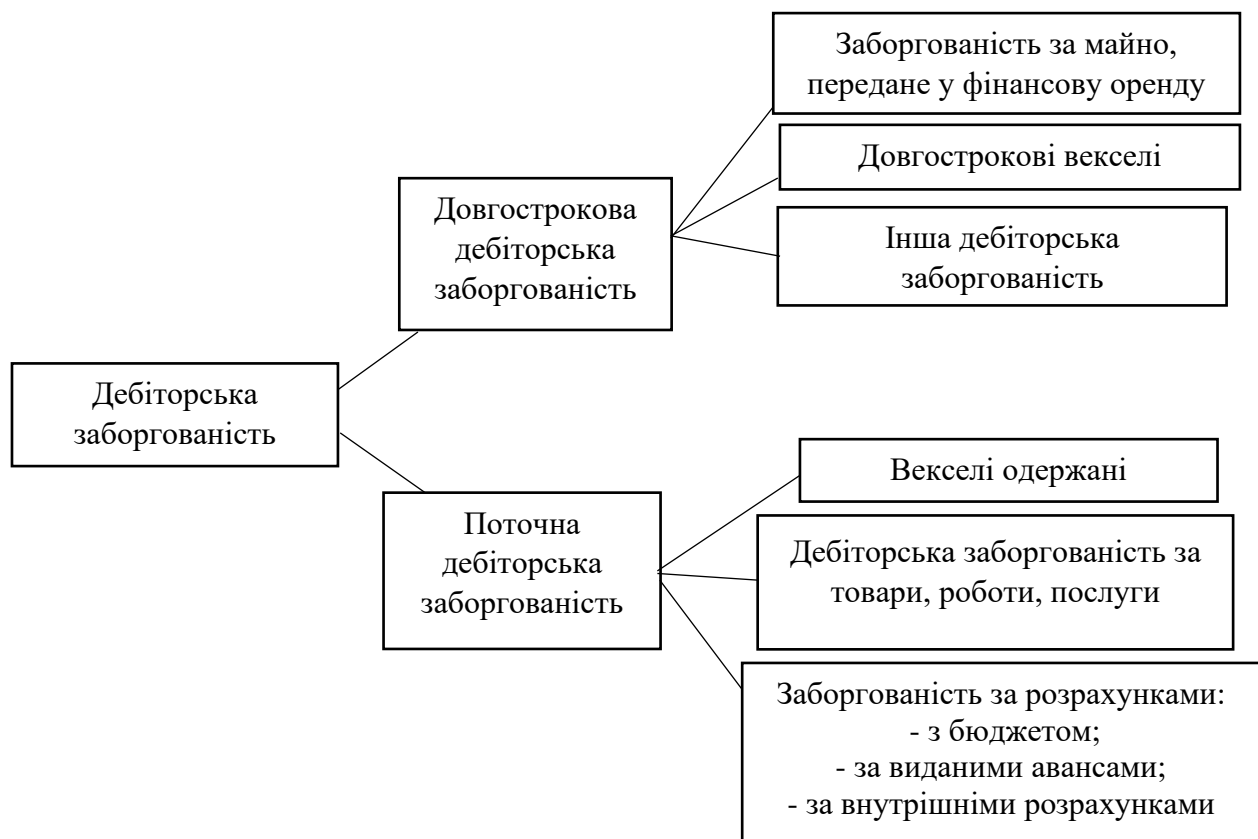 Заборгованість за майно,
передане у фінансову оренду
Довгострокові векселі
Довгострокова
дебіторська
заборгованість
Інша дебіторська
заборгованість
Дебіторська
заборгованість
Векселі одержані
Поточна
дебіторська
заборгованість
Дебіторська заборгованість за
товари, роботи, послуги
Заборгованість за розрахунками:
- з бюджетом;
- за виданими авансами;
- за внутрішніми розрахунками